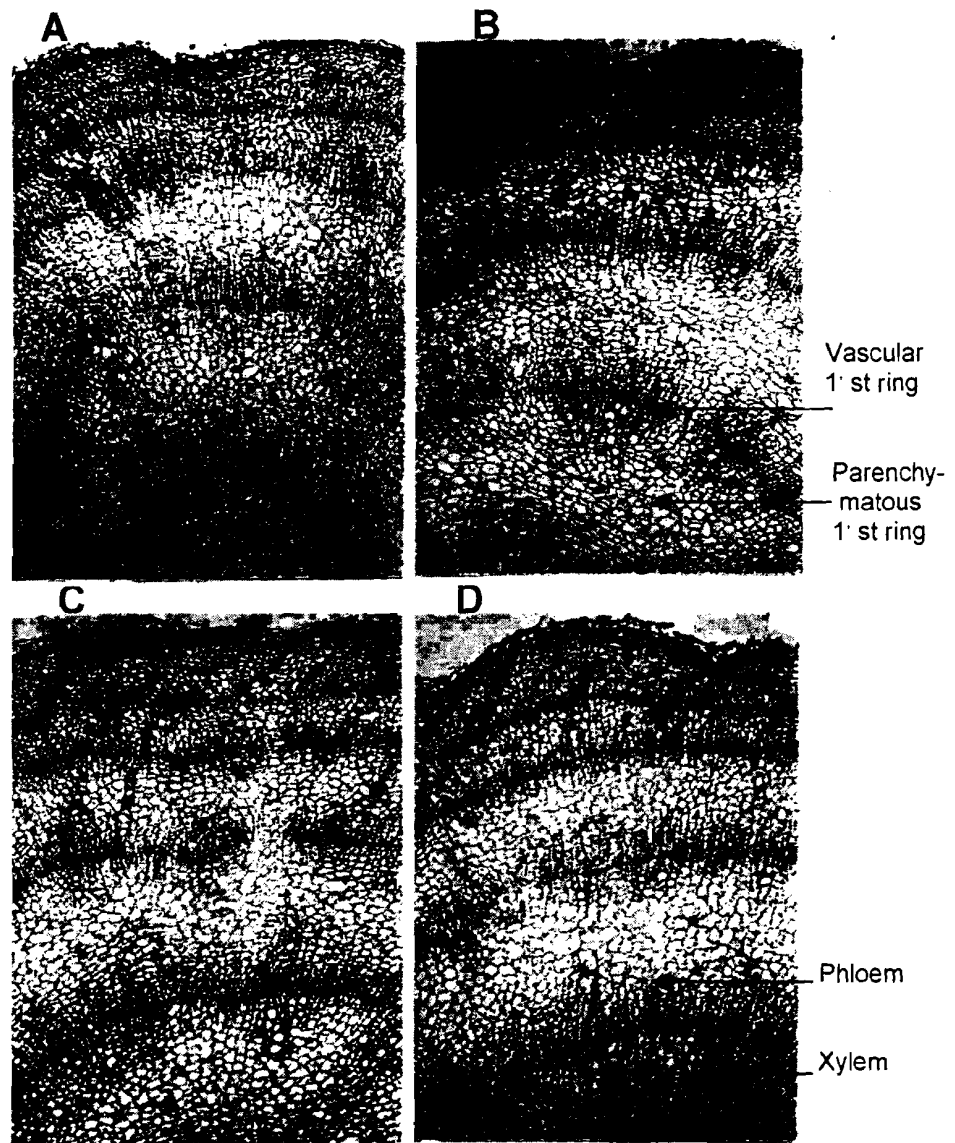 A
B
Vascular
1' st ring
Parenchy-
matous
1' st ring
C
D
Phloem
Xylem